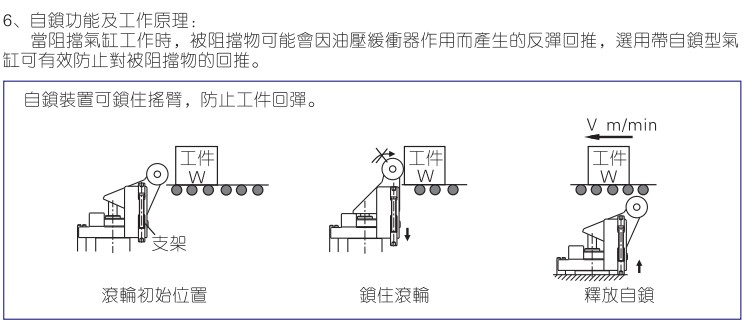 6、自鎖功能及工作原理：
當阻擋氣缸工作時，被阻擋物可能會因油壓緩衝器作用而產生的反彈回推，選用帶自鎖型氣
缸可有效防止對被阻擋物的回推。
自鎖裝置可鎖住搖臂，防止工件回彈。
V m/min
工件 工件 工件
W W W
支架
滾輪初始位置 鎖住滾輪 釋放自鎖